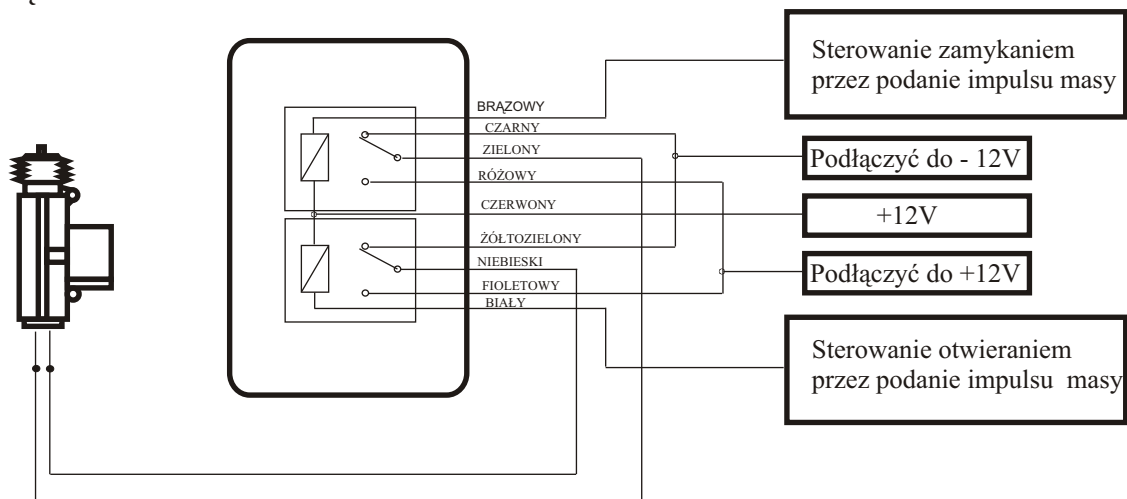 Sterowanie zamykaniem
przez podanie impulsu masy
BRĄZOWY
CZARNY
ZIELONY
Podłączyć do - 12V
RÓŻOWY
CZERWONY
+12V
ŻÓŁTOZIELONY
NIEBIESKI
Podłączyć do +12V
FIOLETOWY
BIAŁY
Sterowanie otwieraniem
przez podanie impulsu masy